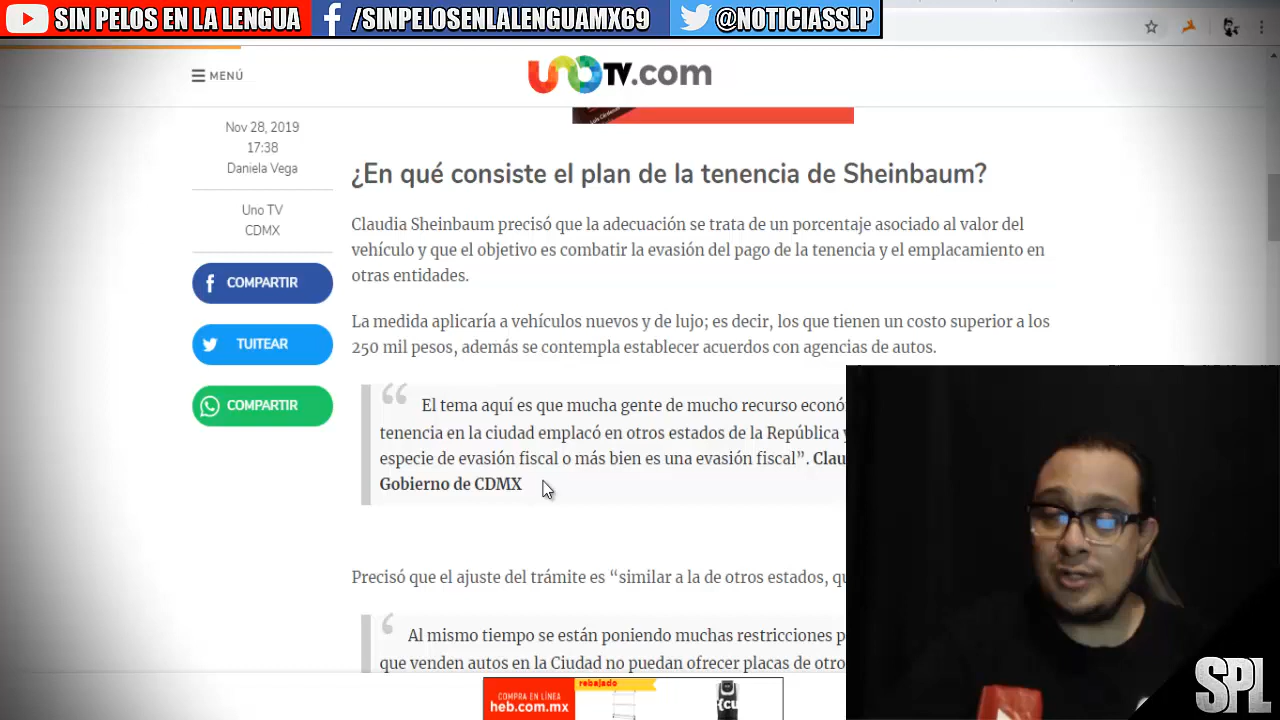 SIN PELOS EN LA LENGUA
/SINPELOSENLALENGUAMX69
@NOTICIASSLP
MENÚ
UNO TV.com
Nov 28, 2019
17:38
Daniela Vega
Uno TV
CDMX
COMPARTIR
TUITEAR
COMPARTIR
¿En qué consiste el plan de la tenencia de Sheinbaum?
Claudia Sheinbaum precisó que la adecuación se trata de un porcentaje asociado al valor del
vehículo y que el objetivo es combatir la evasión del pago de la tenencia y el emplacamiento en
otras entidades.
La medida aplicaría a vehículos nuevos y de lujo; es decir, los que tienen un costo superior a los
250 mil pesos, además se contempla establecer acuerdos con agencias de autos.
“ El tema aquí es que mucha gente de mucho recurso econó
tenencia en la ciudad emplacó en otros estados de la República y
especie de evasión fiscal o más bien es una evasión fiscal”. Clau
Gobierno de CDMX
Precisó que el ajuste del trámite es “similar a la de otros estados, qu
‘ Al mismo tiempo se están poniendo muchas restricciones p
que venden autos en la Ciudad no puedan ofrecer placas de otro
COMPRA EN LÍNEA
heb.com.mx
rebajado
SPL